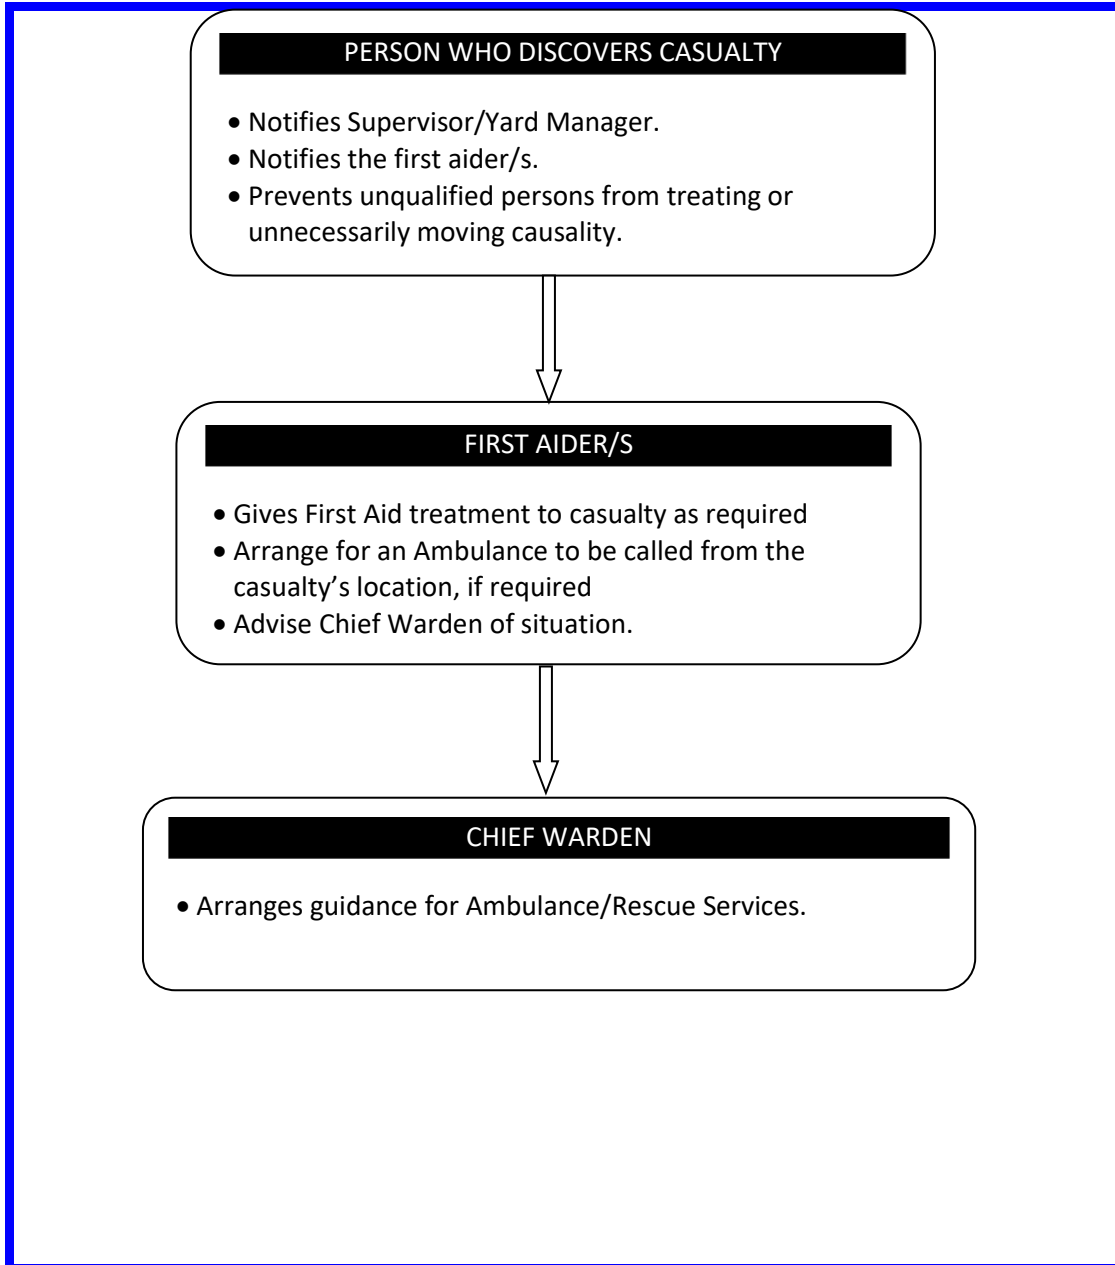 PERSON WHO DISCOVERS CASUALTY
• Notifies Supervisor/Yard Manager.
• Notifies the first aider/s.
• Prevents unqualified persons from treating or
unnecessarily moving causality.
FIRST AIDER/S
• Gives First Aid treatment to casualty as required
• Arrange for an Ambulance to be called from the
casualty’s location, if required
• Advise Chief Warden of situation.
CHIEF WARDEN
• Arranges guidance for Ambulance/Rescue Services.